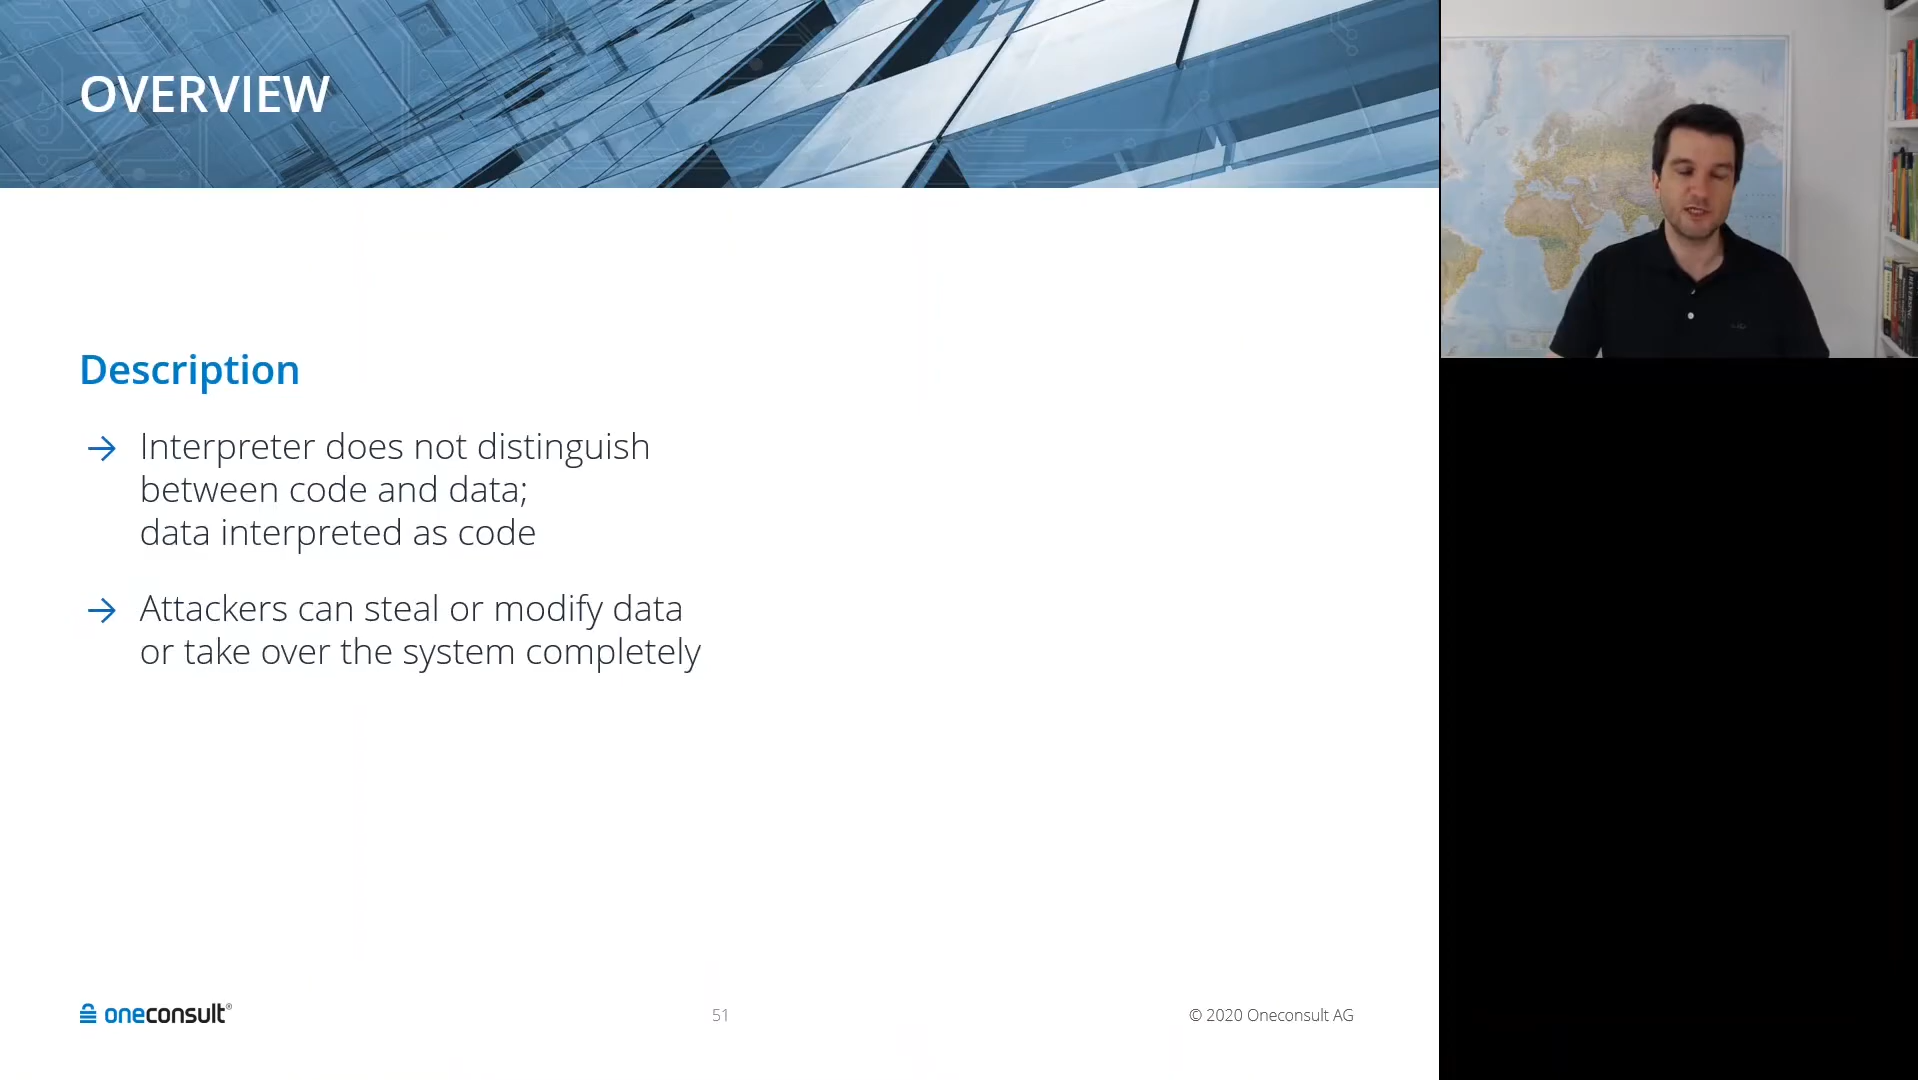 OVERVIEW
Description
→ Interpreter does not distinguish
between code and data;
data interpreted as code
→ Attackers can steal or modify data
or take over the system completely
oneconsult®
51
© 2020 Oneconsult AG